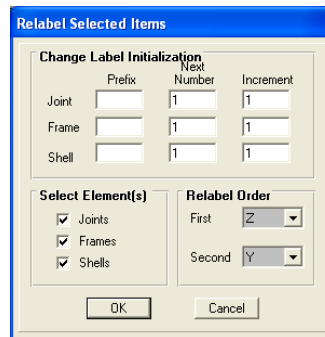 Relabel Selected Items
Change Label Initialization
Prefix Next Number Increment
Joint 1 1
Frame 1 1
Shell 1 1
Select Element(s)
Joints
Frames
Shells
Relabel Order
First Z
Second Y
OK Cancel